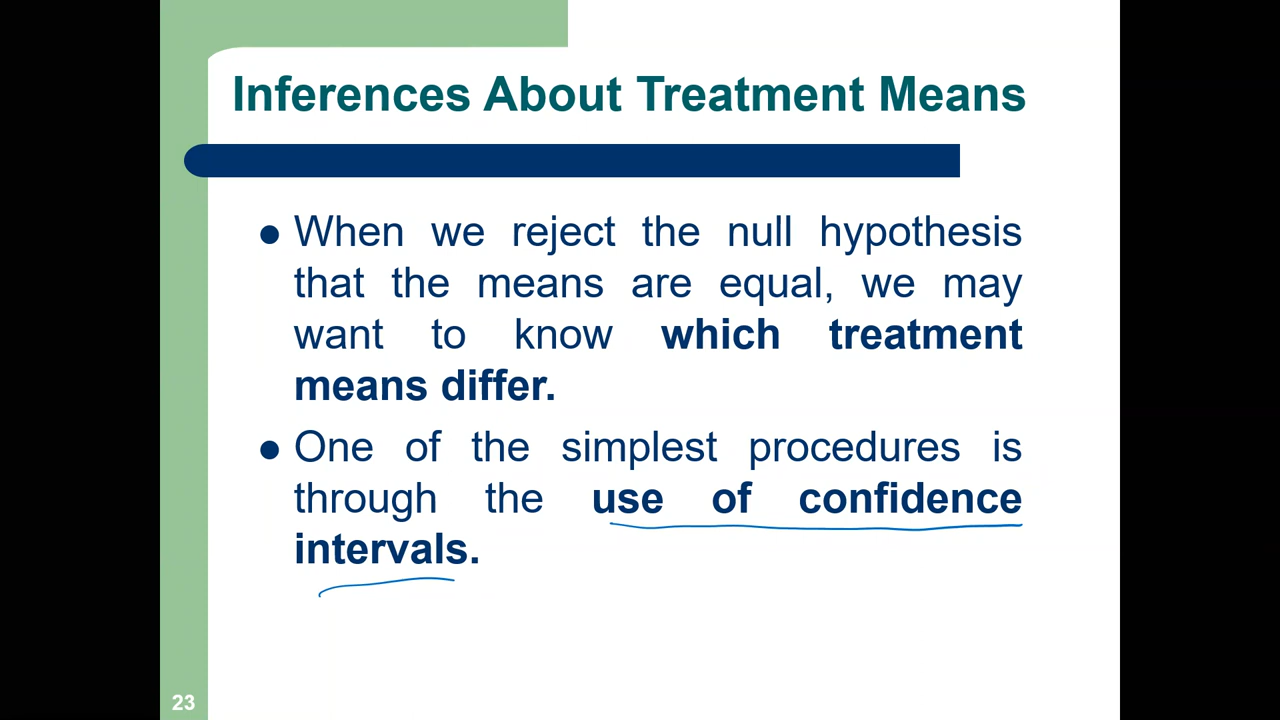 Inferences About Treatment Means
● When we reject the null hypothesis
that the means are equal, we may
want to know which treatment
means differ.
● One of the simplest procedures is
through the use of confidence
intervals.
23